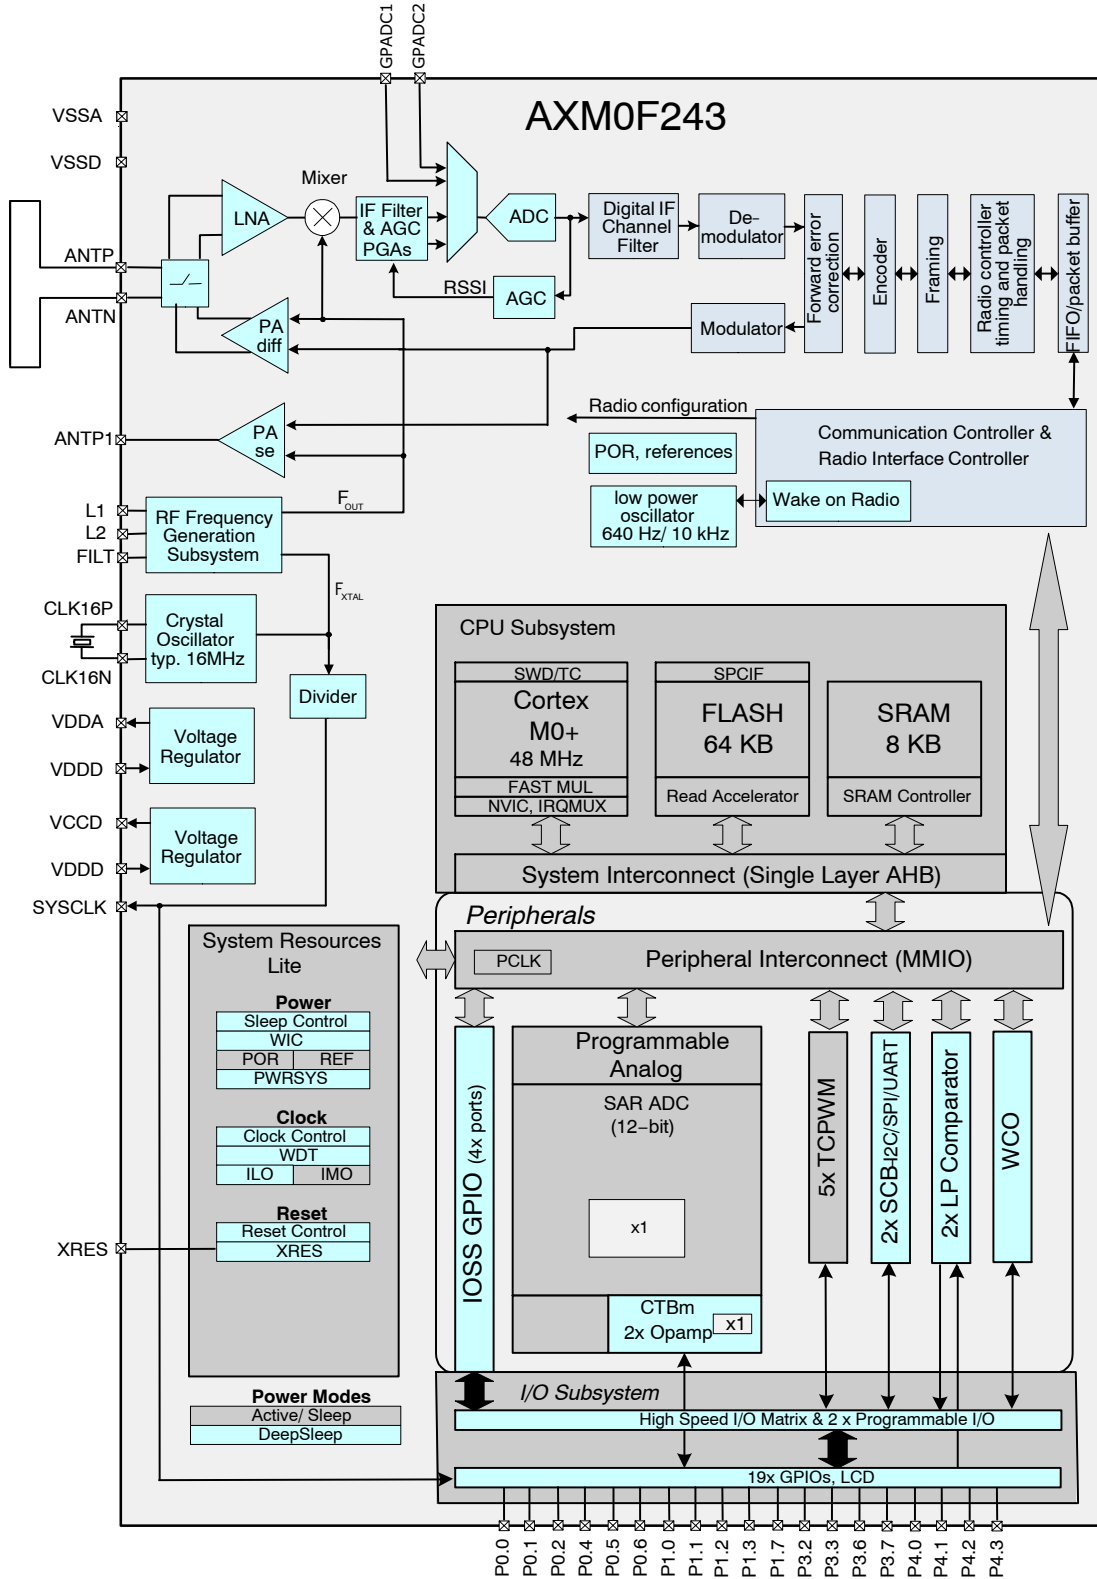 GPADC1
GPADC2
AXM0F243
VSSA
VSSD
ANTP
ANTN
LNA
Mixer
IF Filter
& AGC
PGAs
ADC
RSSI
AGC
Digital IF
Channel
Filter
De-
modulator
Modulator
Forward error
correction
Encoder
Framing
Radio controller
timing and packet
handling
FIFO/packet buffer
PA
diff
ANTP1
PA
se
Radio configuration
POR, references
Communication Controller &
Radio Interface Controller
low power
oscillator
640 Hz/ 10 kHz
Wake on Radio
L1
L2
FILT
RF Frequency
Generation
Subsystem
FOUT
FXTAL
CLK16P
CLK16N
Crystal
Oscillator
typ. 16MHz
Divider
VDDA
VDDD
Voltage
Regulator
VCCD
VDDD
Voltage
Regulator
SYSCLK
CPU Subsystem
SWD/TC
Cortex
M0+
48 MHz
FAST MUL
NVIC, IRQMUX
SPCIF
FLASH
64 KB
Read Accelerator
SRAM
8 KB
SRAM Controller
System Interconnect (Single Layer AHB)
Peripherals
PCLK
Peripheral Interconnect (MMIO)
System Resources
Lite
Power
Sleep Control
WIC
POR
REF
PWRSYS
Clock
Clock Control
WDT
ILO
IMO
Reset
Reset Control
XRES
XRES
Power Modes
Active/ Sleep
DeepSleep
IOSS GPIO (4x ports)
Programmable
Analog
SAR ADC
(12–bit)
x1
CTBm
2x Opamp
x1
5x TCPWM
2x SCB-I2C/SPI/UART
2x LP Comparator
WCO
I/O Subsystem
High Speed I/O Matrix & 2 x Programmable I/O
19x GPIOs, LCD
P0.0
P0.1
P0.2
P0.4
P0.5
P0.6
P1.0
P1.1
P1.2
P1.3
P1.7
P3.2
P3.3
P3.6
P3.7
P4.0
P4.1
P4.2
P4.3